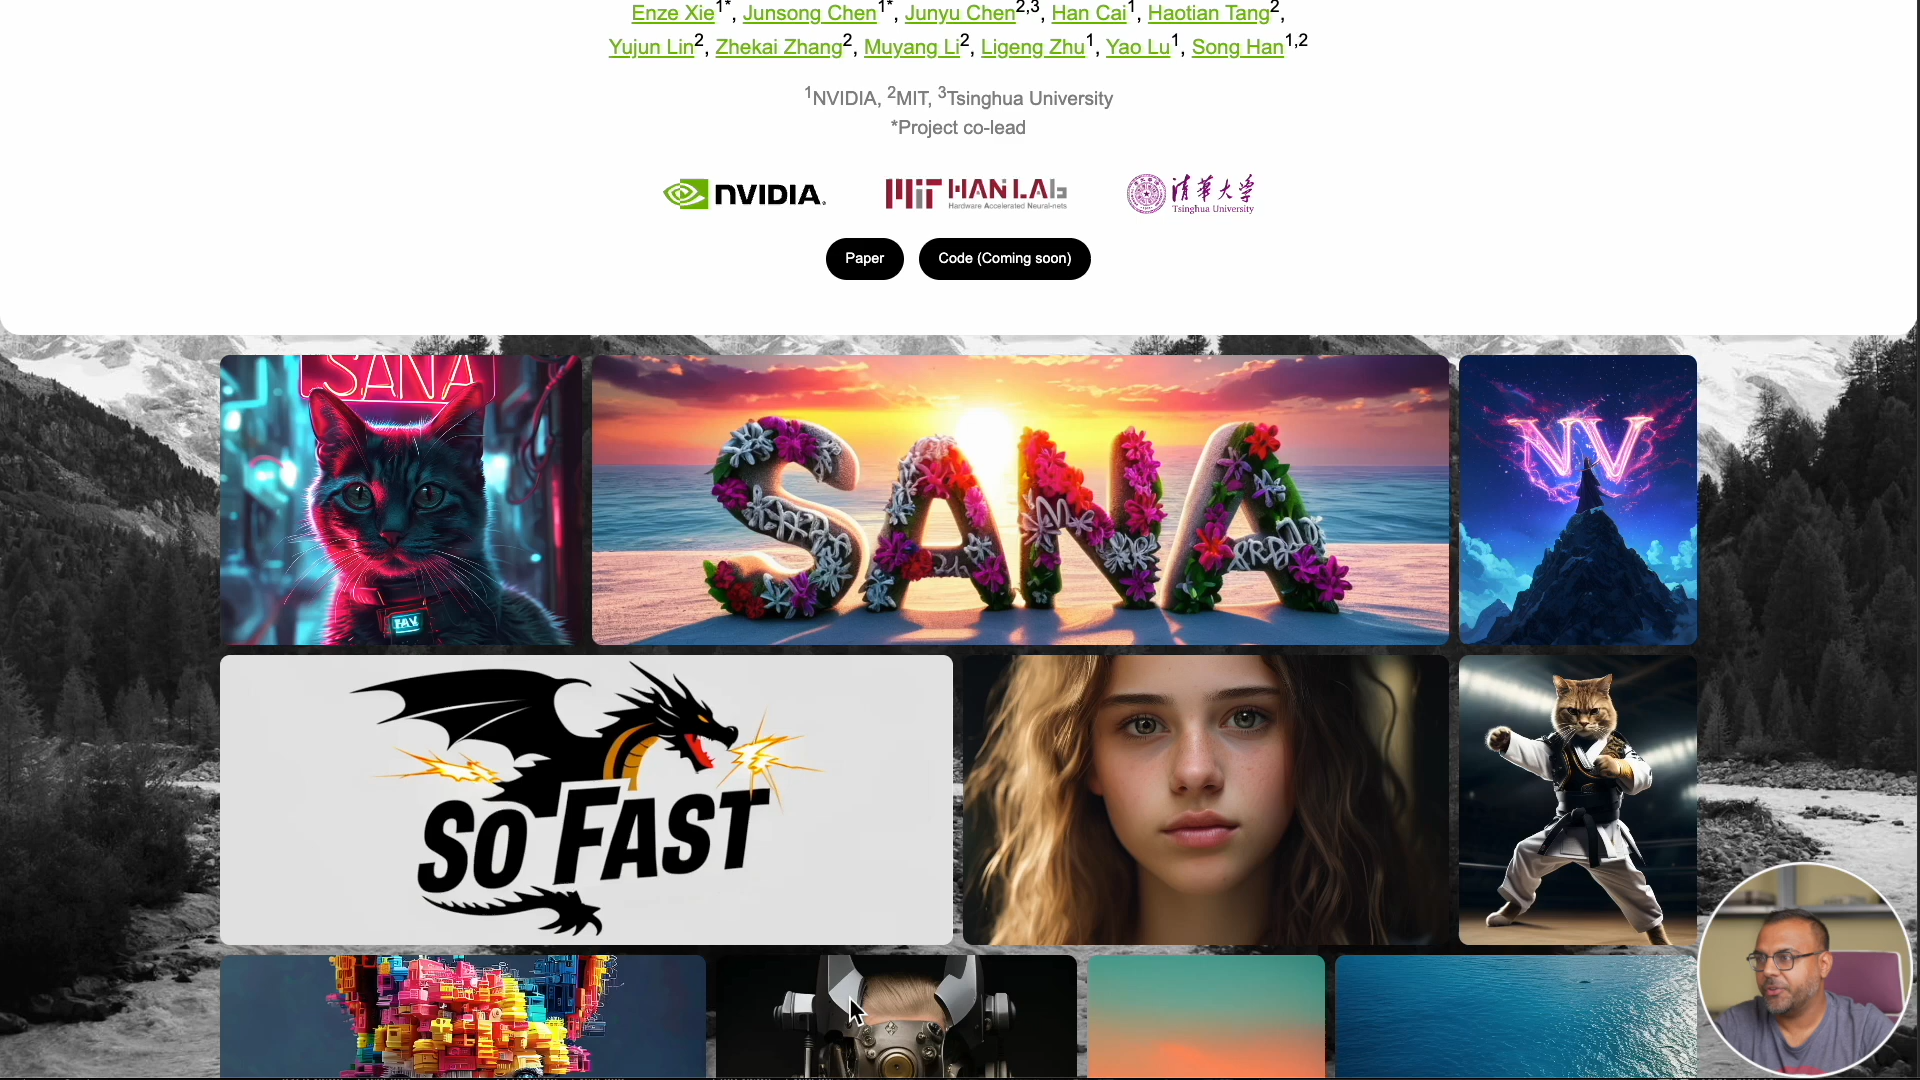 Enze Xie1*, Junsong Chen1*, Junyu Chen2,3, Han Cai1, Haotian Tang2,
Yujun Lin2, Zhekai Zhang2, Muyang Li2, Ligeng Zhu1, Yao Lu1, Song Han1,2
1NVIDIA, 2MIT, 3Tsinghua University
*Project co-lead
NVIDIA.
MIT HAN LAb
Hardware Accelerated Neural-nets
清華大学
Tsinghua University
Paper
Code (Coming soon)
SANA
SANA
NV
SO FAST